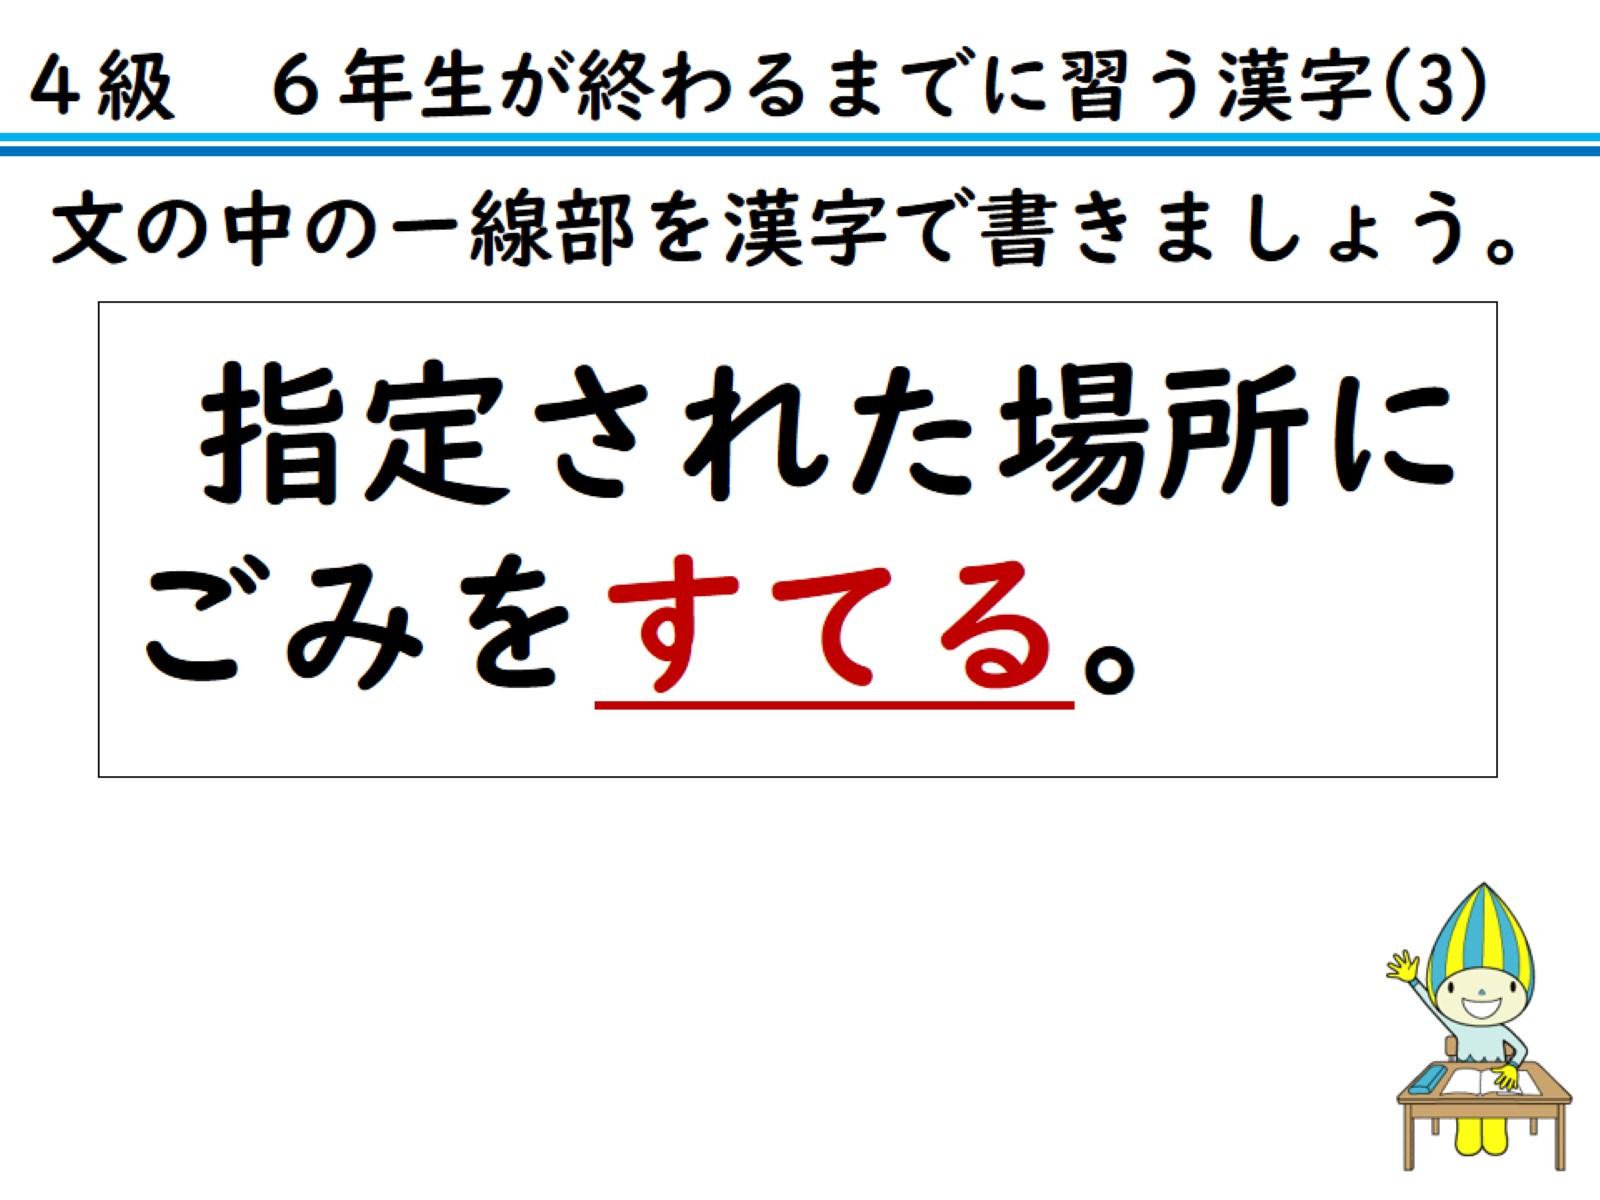 ４級　６年生が終わるまでに習う漢字(3)
文の中の一線部を漢字で書きましょう。
指定された場所に
ごみをすてる。